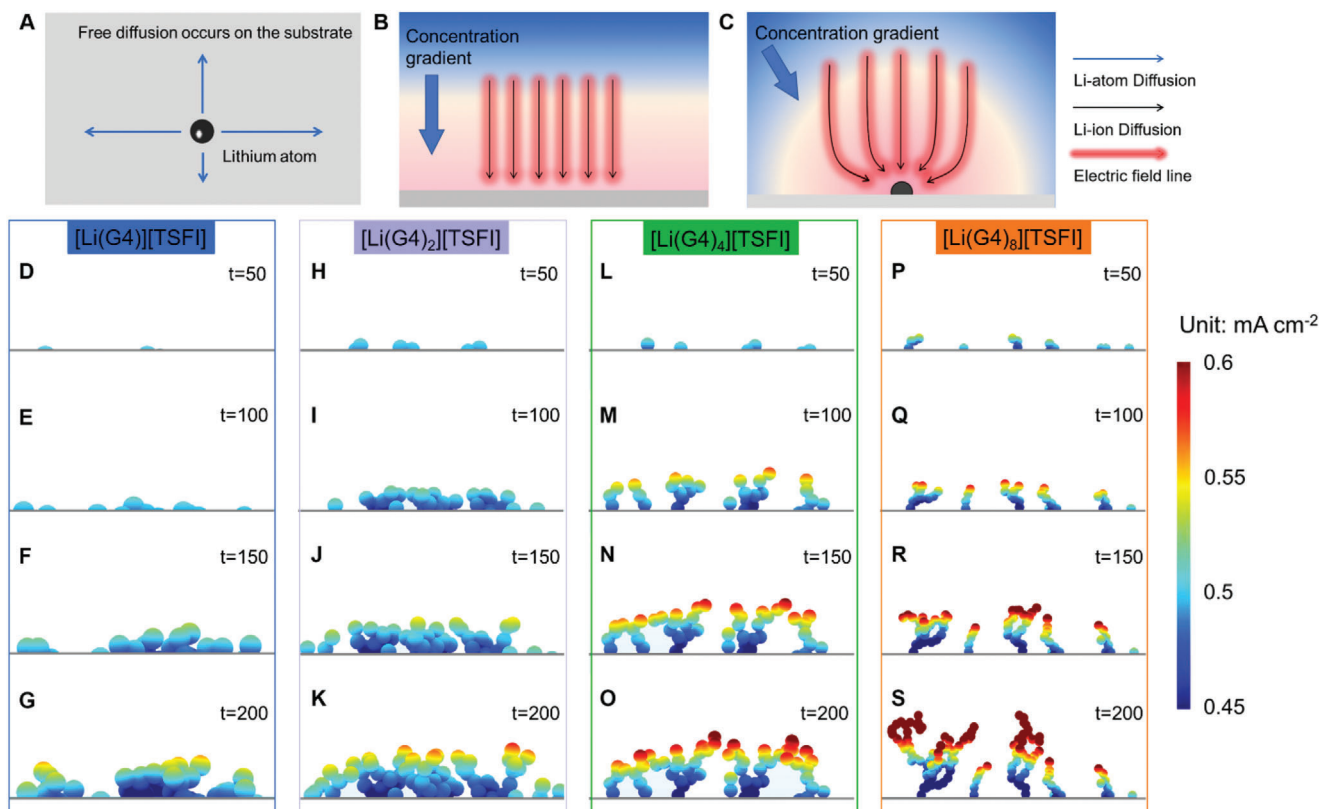 A
Free diffusion occurs on the substrate
Lithium atom
B
Concentration
gradient
C
Concentration gradient
Li-atom Diffusion
Li-ion Diffusion
Electric field line
[Li(G4)][TSFI]
[Li(G4)₂][TSFI]
[Li(G4)₄][TSFI]
[Li(G4)₈][TSFI]
D
t=50
H
t=50
L
t=50
P
t=50
E
t=100
I
t=100
M
t=100
Q
t=100
F
t=150
J
t=150
N
t=150
R
t=150
G
t=200
K
t=200
O
t=200
S
t=200
Unit: mA cm⁻²
0.6
0.55
0.5
0.45